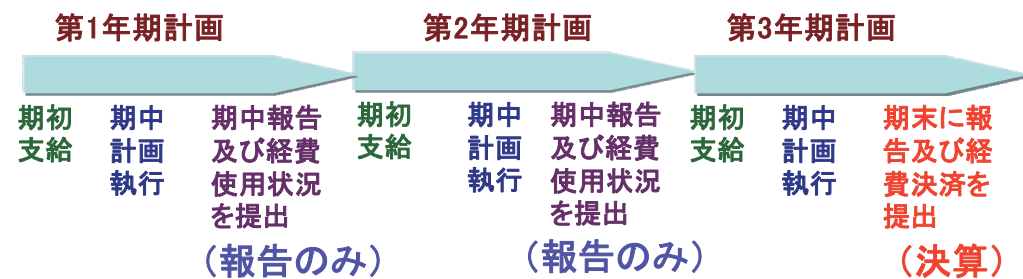 第1年期計画
第2年期計画
第3年期計画
期初
支給
期中
計画
執行
期中報告
及び経費
使用状況
を提出
（報告のみ）
期初
支給
期中
計画
執行
期中報告
及び経費
使用状況
を提出
（報告のみ）
期初
支給
期中
計画
執行
期末に報
告及び経
費決済を
提出
（決算）